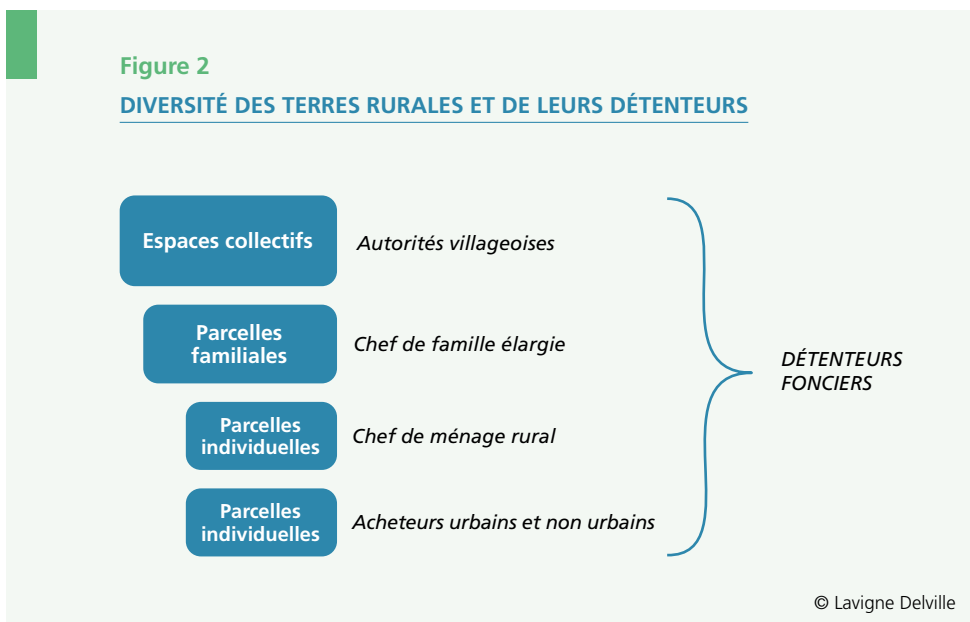 Figure 2
DIVERSITÉ DES TERRES RURALES ET DE LEURS DÉTENTEURS
Espaces collectifs
Autorités villageoises
Parcelles
familiales
Chef de famille élargie
Parcelles
individuelles
Chef de ménage rural
Parcelles
individuelles
Acheteurs urbains et non urbains
DÉTENTEURS
FONCIERS
© Lavigne Delville